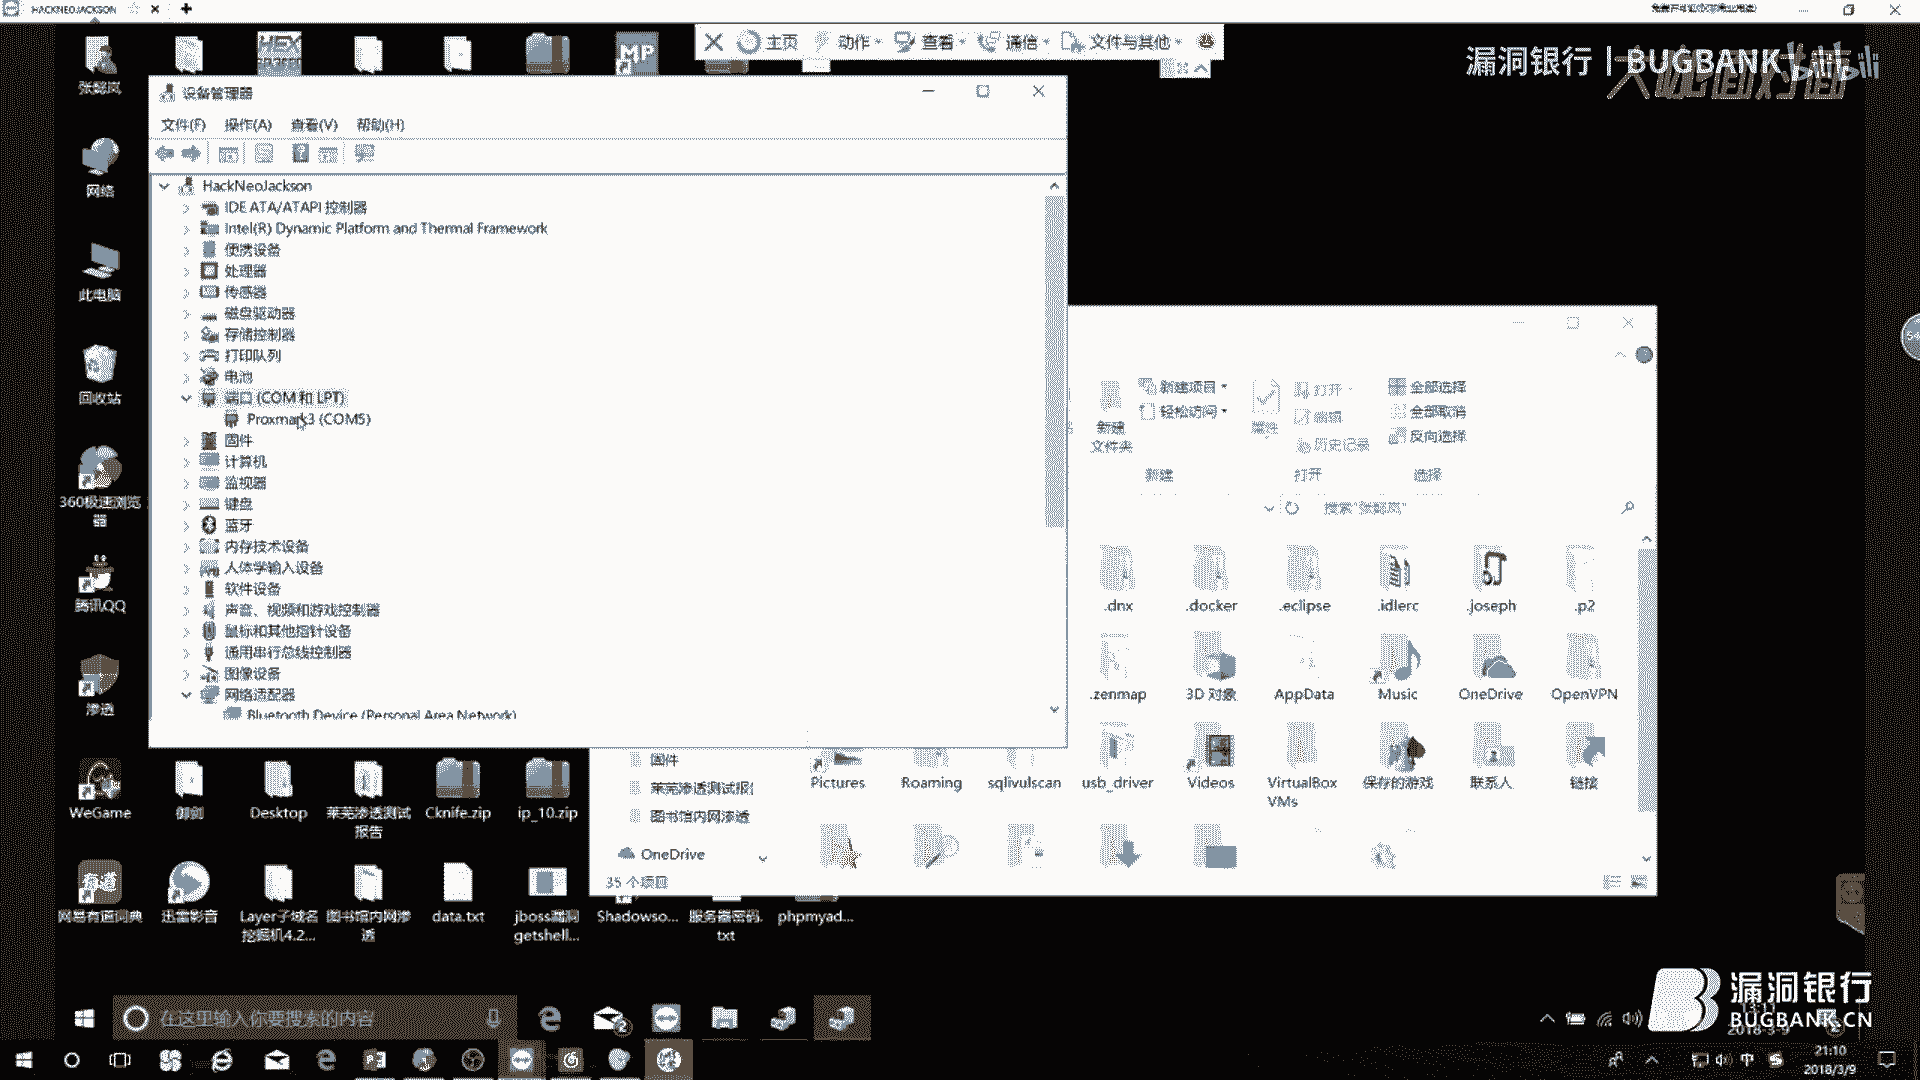 HACKNEOJACKSON
主页
动作
查看
通信
文件与其他
漏洞银行 | BUGBANK
bilibili
大咖面对面
设备管理器
文件(F) 操作(A) 查看(V) 帮助(H)
HackNeoJackson
IDE ATA/ATAPI 控制器
Intel(R) Dynamic Platform and Thermal Framework
便携设备
处理器
传感器
磁盘驱动器
存储控制器
打印队列
电池
端口 (COM 和 LPT)
Proxmark3 (COM5)
固件
计算机
监视器
键盘
蓝牙
内存技术设备
人体学输入设备
软件设备
声音、视频和游戏控制器
鼠标和其他指针设备
通用串行总线控制器
图像设备
网络适配器
Bluetooth Device (Personal Area Network)
网络
此电脑
回收站
360极速浏览
器
腾讯QQ
渗透
WeGame
御剑
Desktop
莱芜渗透测试
报告
Cknife.zip
ip_10.zip
网易有道词典
迅雷影音
Layer子域名
挖掘机4.2...
图书馆内网渗
透
data.txt
jboss漏洞
getshell...
Shadowso...
服务器密码.
txt
phpmyad...
新建
文件夹
新建项目
轻松访问
新建
属性
打开
编辑
历史记录
打开
全部选择
全部取消
反向选择
选择
.dnx
.docker
.eclipse
.idlerc
.joseph
.p2
.zenmap
3D 对象
AppData
Music
OneDrive
OpenVPN
Pictures
Roaming
sqlivulscan
usb_driver
Videos
VirtualBox
VMs
保存的游戏
联系人
链接
固件
莱芜渗透测试报
图书馆内网渗透
OneDrive
35 个项目
在这里输入你要搜索的内容
2018-3-9
漏洞银行
BUGBANK.CN
中
21:10
2018/3/9